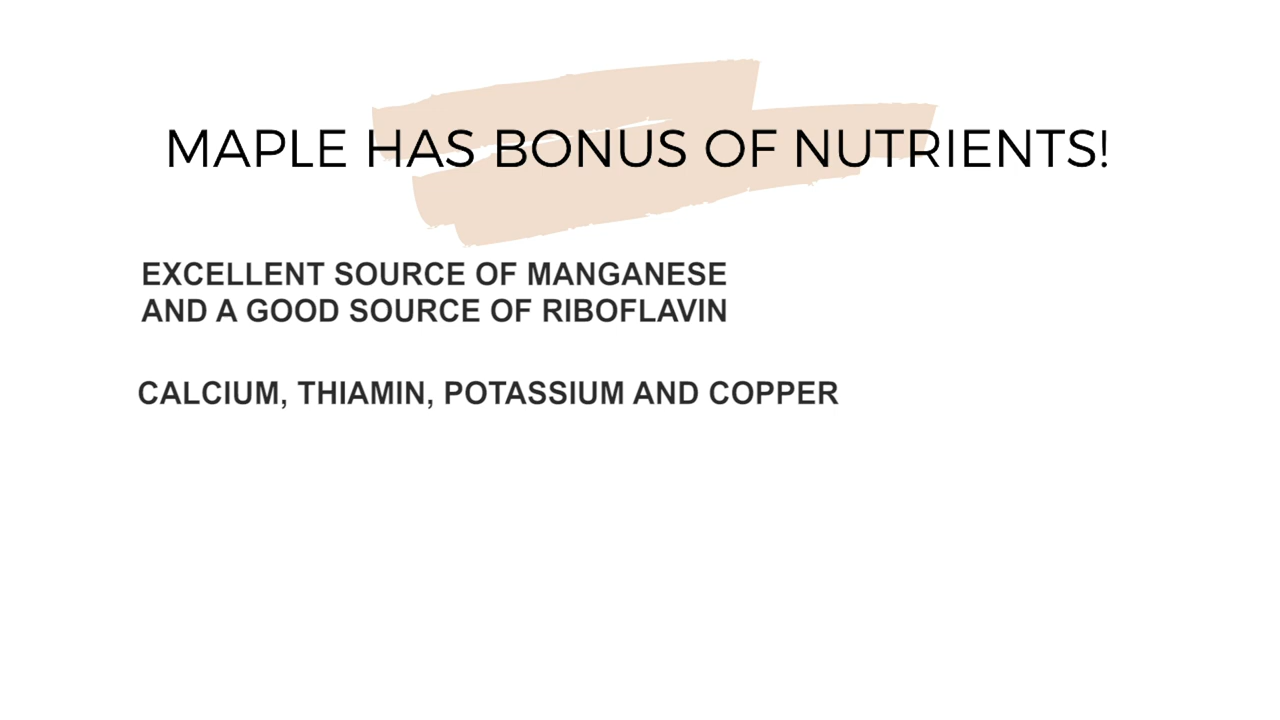 MAPLE HAS BONUS OF NUTRIENTS!
EXCELLENT SOURCE OF MANGANESE
AND A GOOD SOURCE OF RIBOFLAVIN
CALCIUM, THIAMIN, POTASSIUM AND COPPER